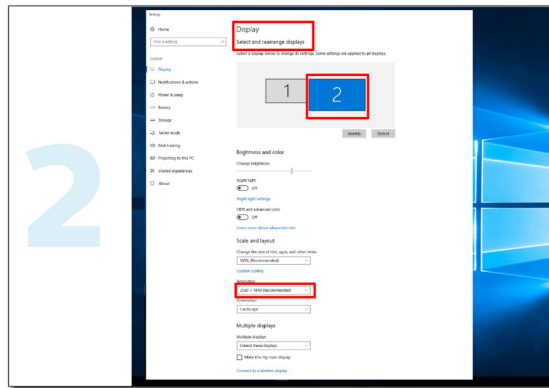 2
Settings
Home
Find a setting
System
Display
Notifications & actions
Power & sleep
Battery
Storage
Tablet mode
Multitasking
Projecting to this PC
Shared experiences
About
Display
Select and rearrange displays
Select a display below to change its settings. Some settings are applied to all displays.
1
2
Identify
Detect
Brightness and color
Change brightness
Night light
Off
Night light settings
HDR and advanced color
Off
Learn more about advanced color
Scale and layout
Change the size of text, apps, and other items
100% (Recommended)
Custom scaling
Resolution
2560 × 1440 (Recommended)
Orientation
Landscape
Multiple displays
Multiple displays
Extend these displays
Make this my main display
Connect to a wireless display